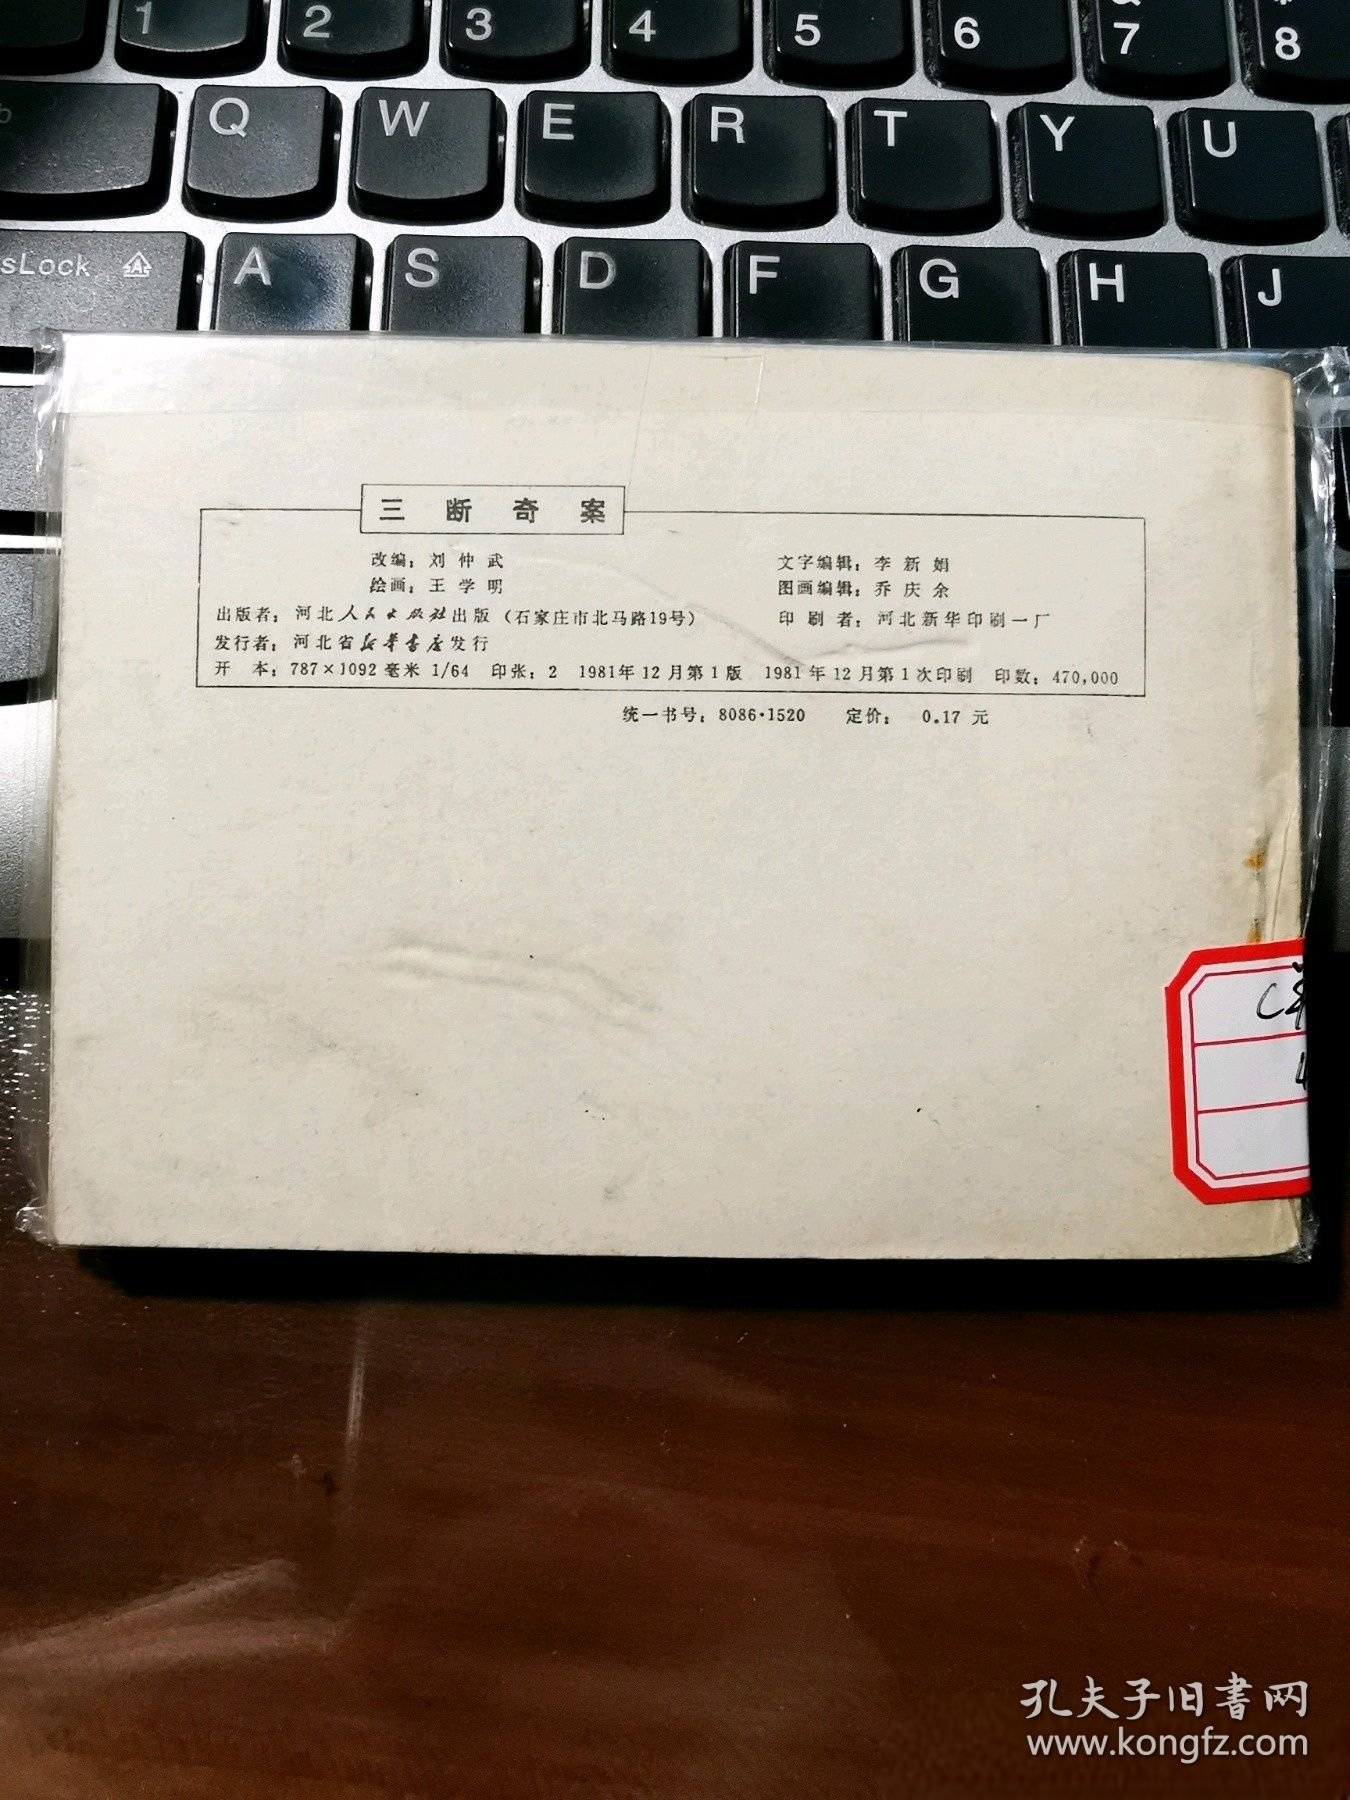 1 2 3 4 5 6 7 8
Q W E R T Y U
sLock A S D F G H J
三断奇案
改编：刘仲武 文字编辑：李新娟
绘画：王学明 图画编辑：乔庆余
出版者：河北人民出版社出版（石家庄市北马路19号） 印刷者：河北新华印刷一厂
发行者：河北省新华书店发行
开本：787×1092毫米 1/64 印张：2 1981年12月第1版 1981年12月第1次印刷 印数：470,000
统一书号：8086·1520 定价：0.17元
孔夫子旧书网
www.kongfz.com